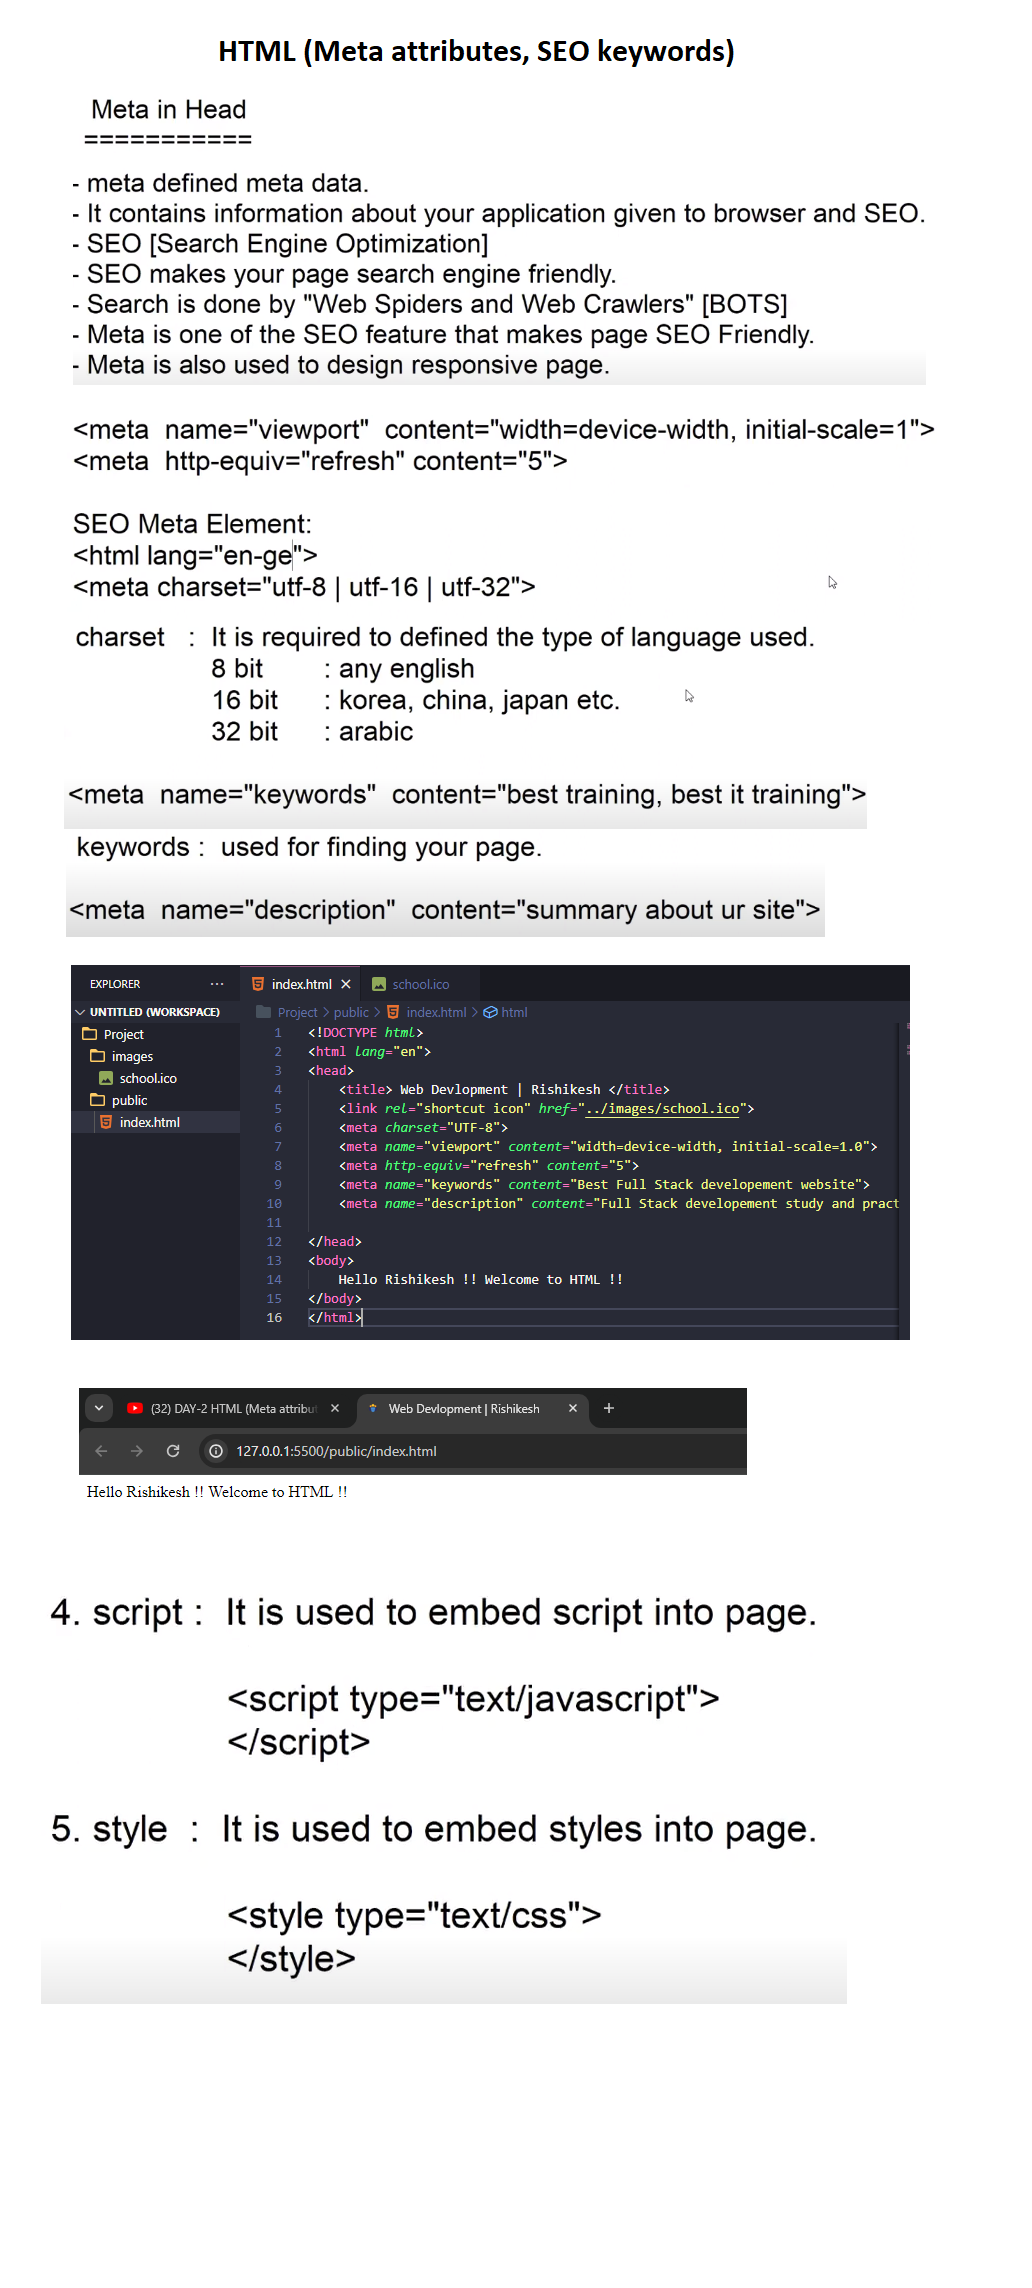 HTML (Meta attributes, SEO keywords)
Meta in Head
===========
- meta defined meta data.
- It contains information about your application given to browser and SEO.
- SEO [Search Engine Optimization]
- SEO makes your page search engine friendly.
- Search is done by "Web Spiders and Web Crawlers" [BOTS]
- Meta is one of the SEO feature that makes page SEO Friendly.
- Meta is also used to design responsive page.
<meta name="viewport" content="width=device-width, initial-scale=1">
<meta http-equiv="refresh" content="5">
SEO Meta Element:
<html lang="en-ge">
<meta charset="utf-8 | utf-16 | utf-32">
charset : It is required to defined the type of language used.
8 bit : any english
16 bit : korea, china, japan etc.
32 bit : arabic
<meta name="keywords" content="best training, best it training">
keywords : used for finding your page.
<meta name="description" content="summary about ur site">
EXPLORER ... index.html × school.ico
UNTITLED (WORKSPACE)
Project
images
school.ico
public
index.html
Project > public > index.html > html
1 <!DOCTYPE html>
2 <html lang="en">
3 <head>
4 <title> Web Devlopment | Rishikesh </title>
5 <link rel="shortcut icon" href="../images/school.ico">
6 <meta charset="UTF-8">
7 <meta name="viewport" content="width=device-width, initial-scale=1.0">
8 <meta http-equiv="refresh" content="5">
9 <meta name="keywords" content="Best Full Stack developement website">
10 <meta name="description" content="Full Stack developement study and pract
11
12 </head>
13 <body>
14 Hello Rishikesh !! Welcome to HTML !!
15 </body>
16 </html>
(32) DAY-2 HTML (Meta attribut × Web Devlopment | Rishikesh × +
127.0.0.1:5500/public/index.html
Hello Rishikesh !! Welcome to HTML !!
4. script : It is used to embed script into page.
<script type="text/javascript">
</script>
5. style : It is used to embed styles into page.
<style type="text/css">
</style>